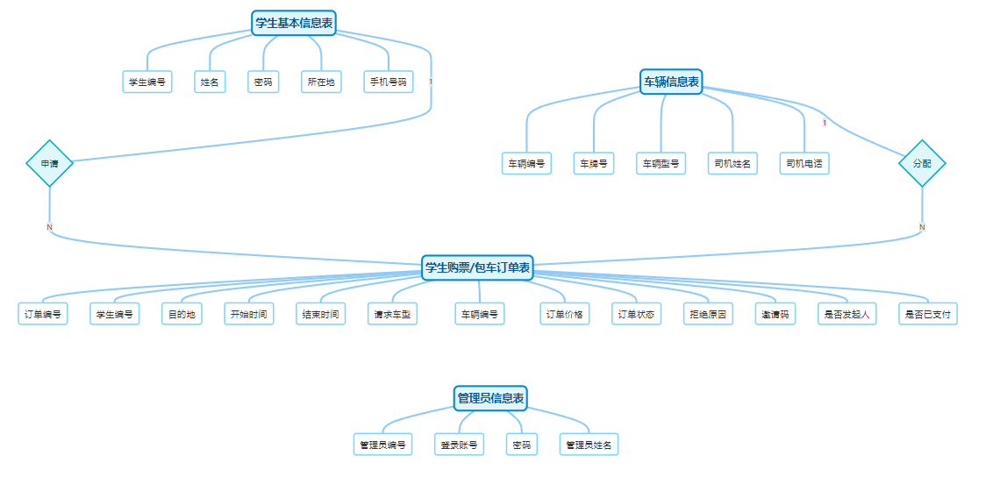 学生基本信息表
学生编号
姓名
密码
所在地
手机号码
1
车辆信息表
1
车辆编号
车牌号
车辆型号
司机姓名
司机电话
申请
分配
N
N
学生购票/包车订单表
订单编号
学生编号
目的地
开始时间
结束时间
请求车型
车辆编号
订单价格
订单状态
拒绝原因
邀请码
是否发起人
是否已支付
管理员信息表
管理员编号
登录账号
密码
管理员姓名